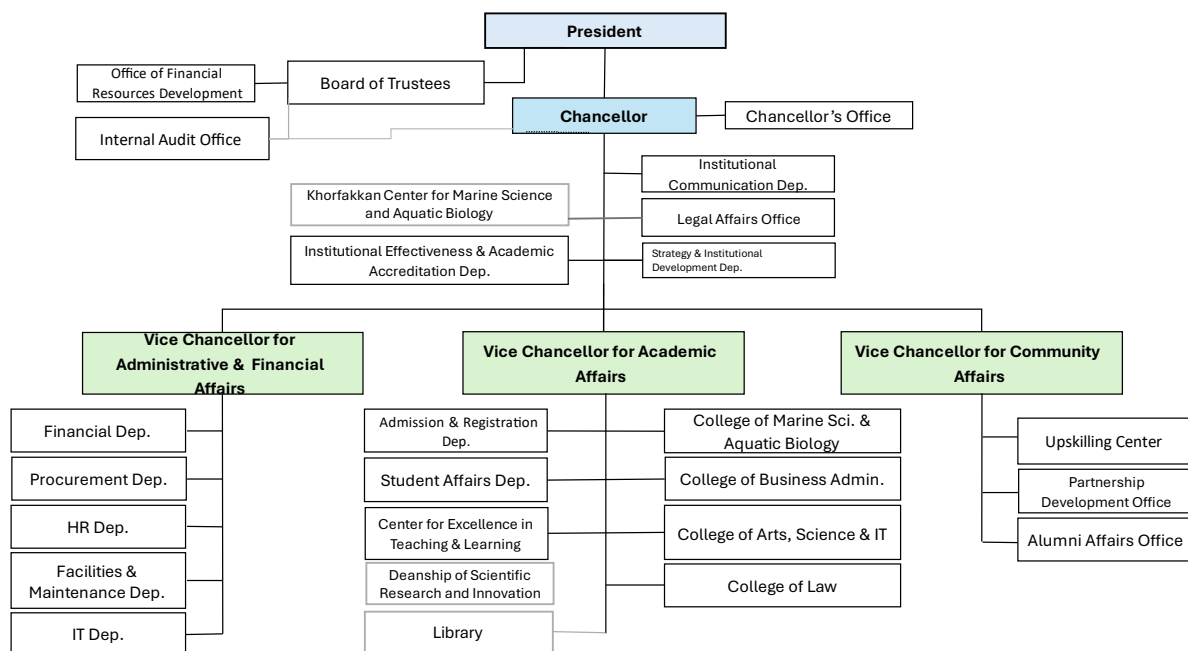 President
Office of Financial
Resources Development
Board of Trustees
Chancellor
Chancellor's Office
Internal Audit Office
Institutional
Communication Dep.
Khorfakkan Center for Marine Science
and Aquatic Biology
Legal Affairs Office
Institutional Effectiveness & Academic
Accreditation Dep.
Strategy & Institutional
Development Dep.
Vice Chancellor for
Administrative & Financial
Affairs
Vice Chancellor for Academic
Affairs
Vice Chancellor for Community
Affairs
Financial Dep.
Procurement Dep.
HR Dep.
Facilities &
Maintenance Dep.
IT Dep.
Admission & Registration
Dep.
Student Affairs Dep.
Center for Excellence in
Teaching & Learning
Deanship of Scientific
Research and Innovation
Library
College of Marine Sci. &
Aquatic Biology
College of Business Admin.
College of Arts, Science & IT
College of Law
Upskilling Center
Partnership
Development Office
Alumni Affairs Office